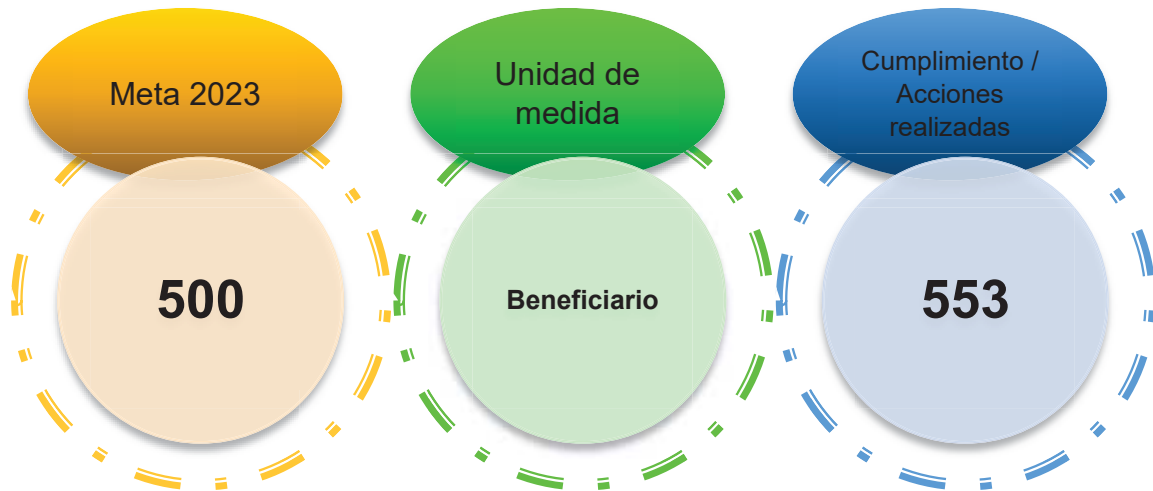 Meta 2023
500
Unidad de
medida
Beneficiario
Cumplimiento /
Acciones
realizadas
553